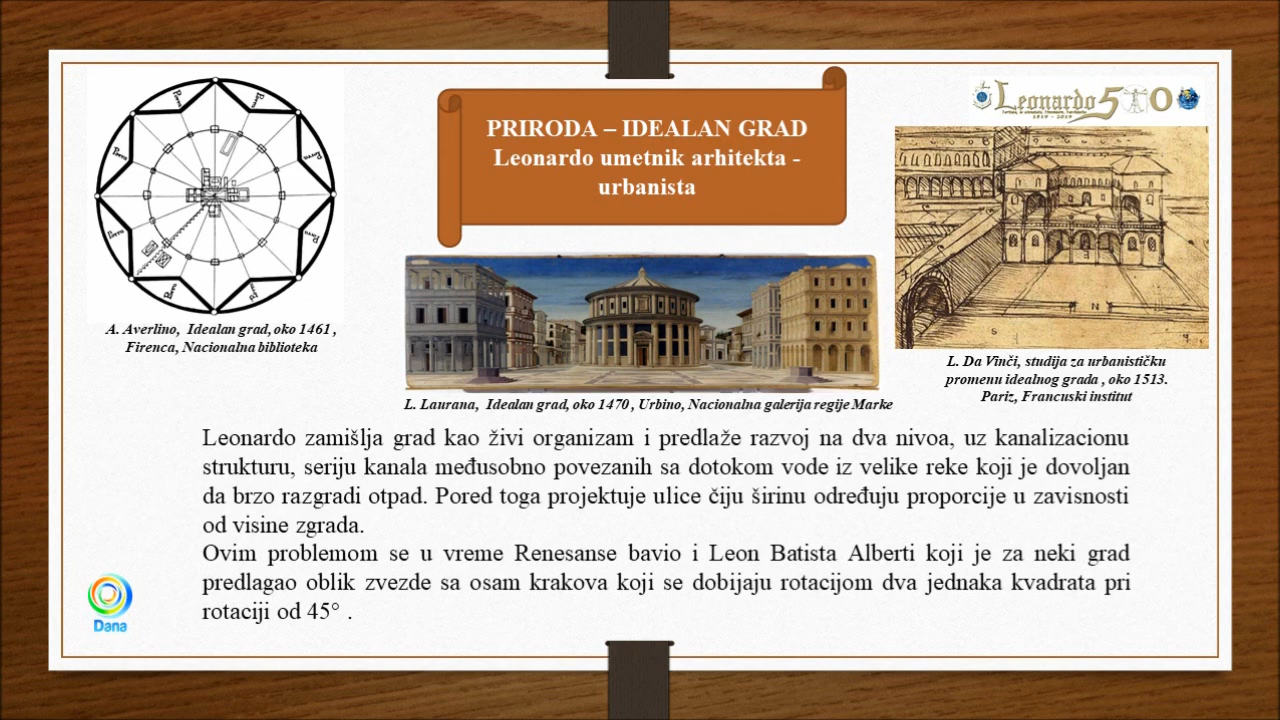 PRIRODA – IDEALAN GRAD
Leonardo umetnik arhitekta -
urbanista
Leonardo 500
1519 - 2019
A. Averlino, Idealan grad, oko 1461 ,
Firenca, Nacionalna biblioteka
L. Laurana, Idealan grad, oko 1470 , Urbino, Nacionalna galerija regije Marke
L. Da Vinči, studija za urbanističku
promenu idealnog grada , oko 1513.
Pariz, Francuski institut
Leonardo zamišlja grad kao živi organizam i predlaže razvoj na dva nivoa, uz kanalizacionu
strukturu, seriju kanala međusobno povezanih sa dotokom vode iz velike reke koji je dovoljan
da brzo razgradi otpad. Pored toga projektuje ulice čiju širinu određuju proporcije u zavisnosti
od visine zgrada.
Ovim problemom se u vreme Renesanse bavio i Leon Batista Alberti koji je za neki grad
predlagao oblik zvezde sa osam krakova koji se dobijaju rotacijom dva jednaka kvadrata pri
rotaciji od 45° .
Dana